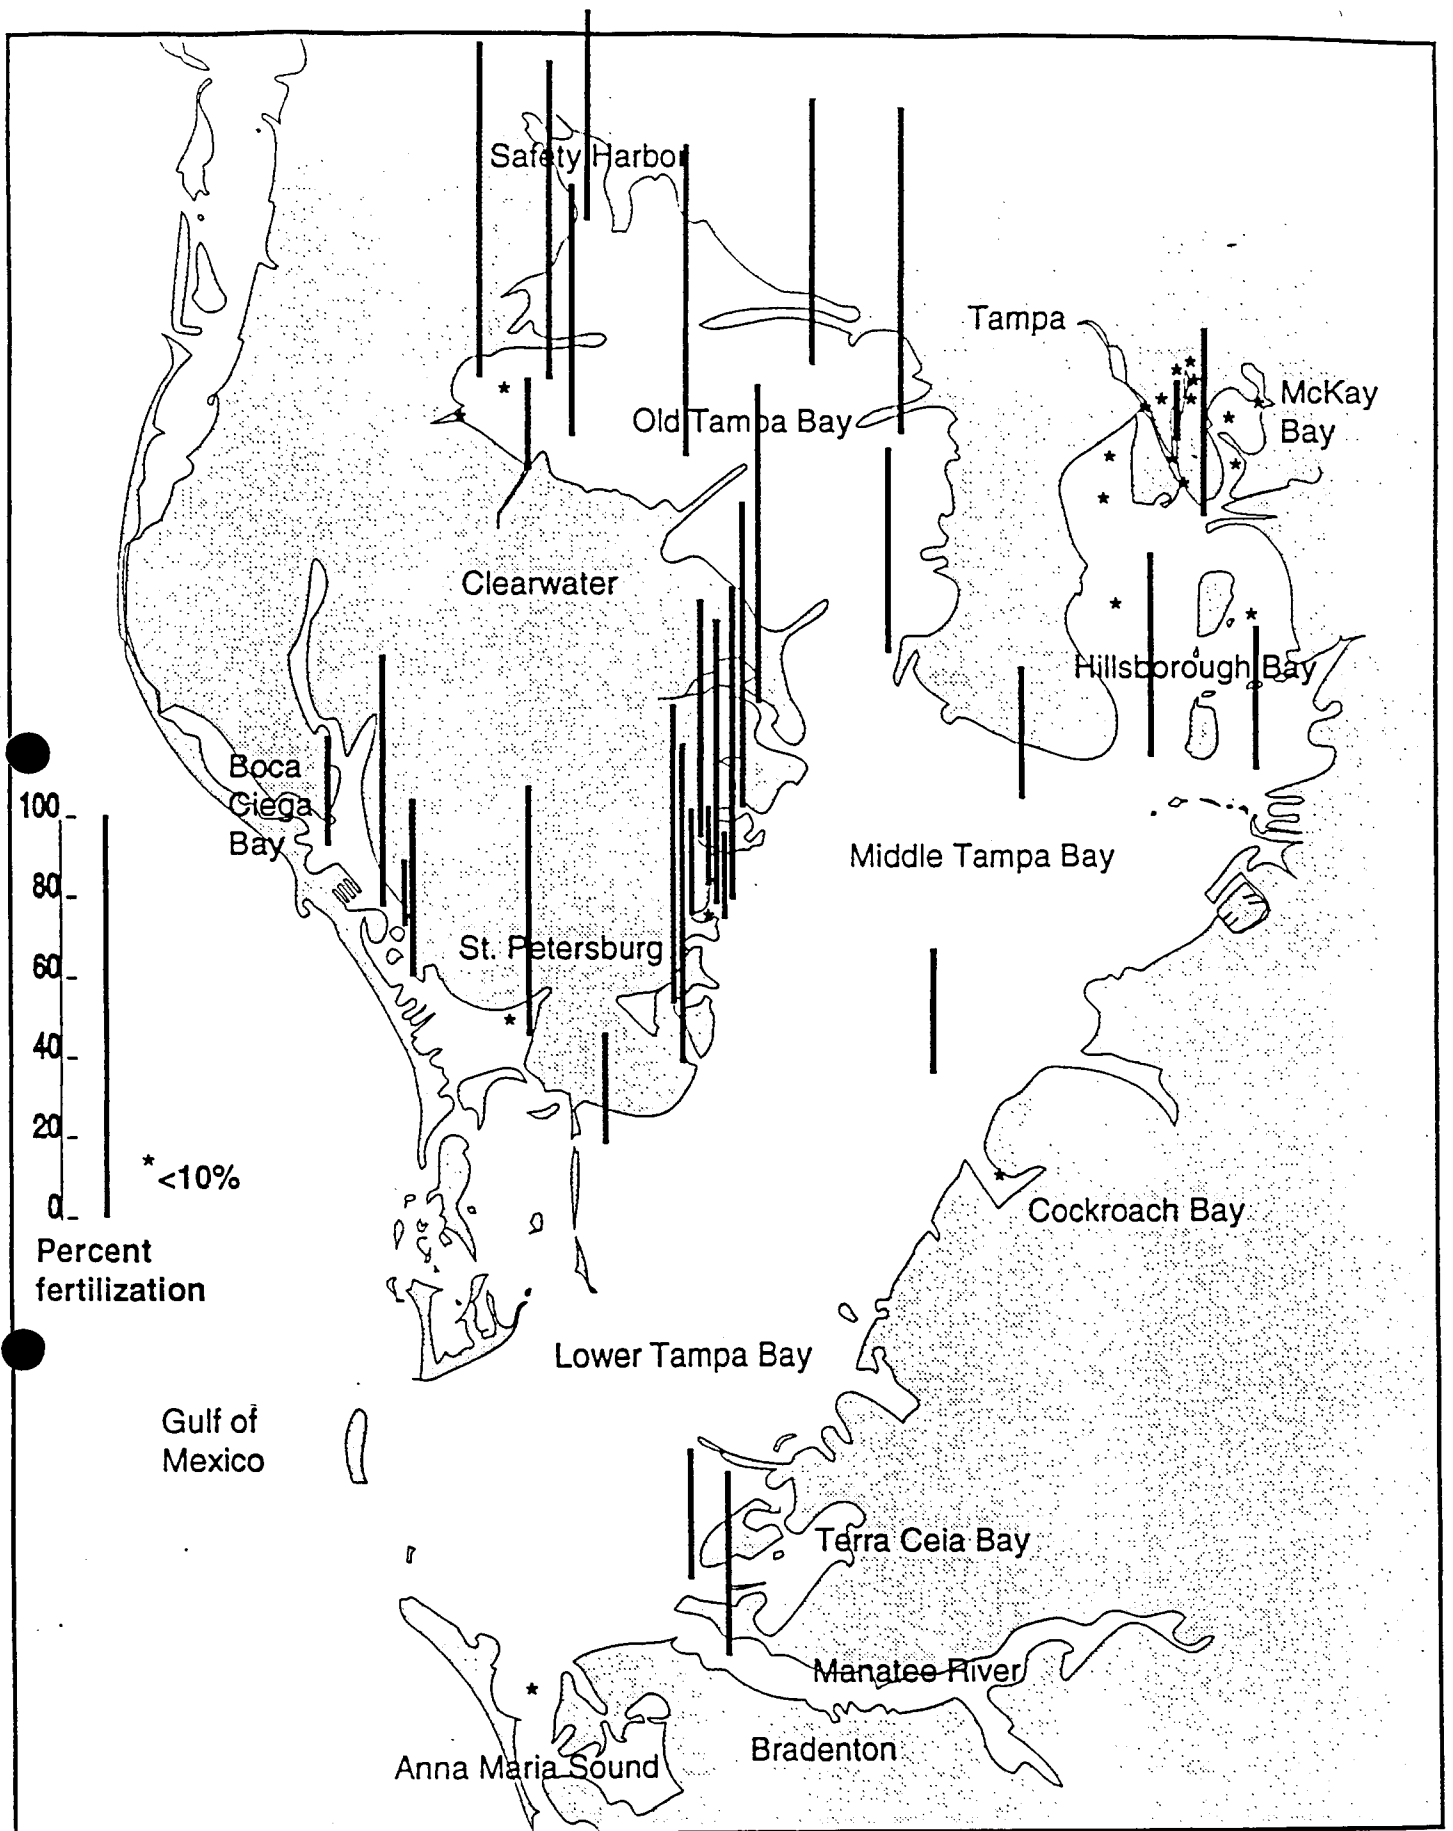 Safety Harbor
Tampa
McKay
Bay
Old Tampa Bay
Clearwater
Hillsborough Bay
Boca
Ciega
Bay
Middle Tampa Bay
St. Petersburg
100
80
60
40
20
0
* <10%
Percent
fertilization
Cockroach Bay
Lower Tampa Bay
Gulf of
Mexico
Terra Ceia Bay
Manatee River
Bradenton
Anna Maria Sound